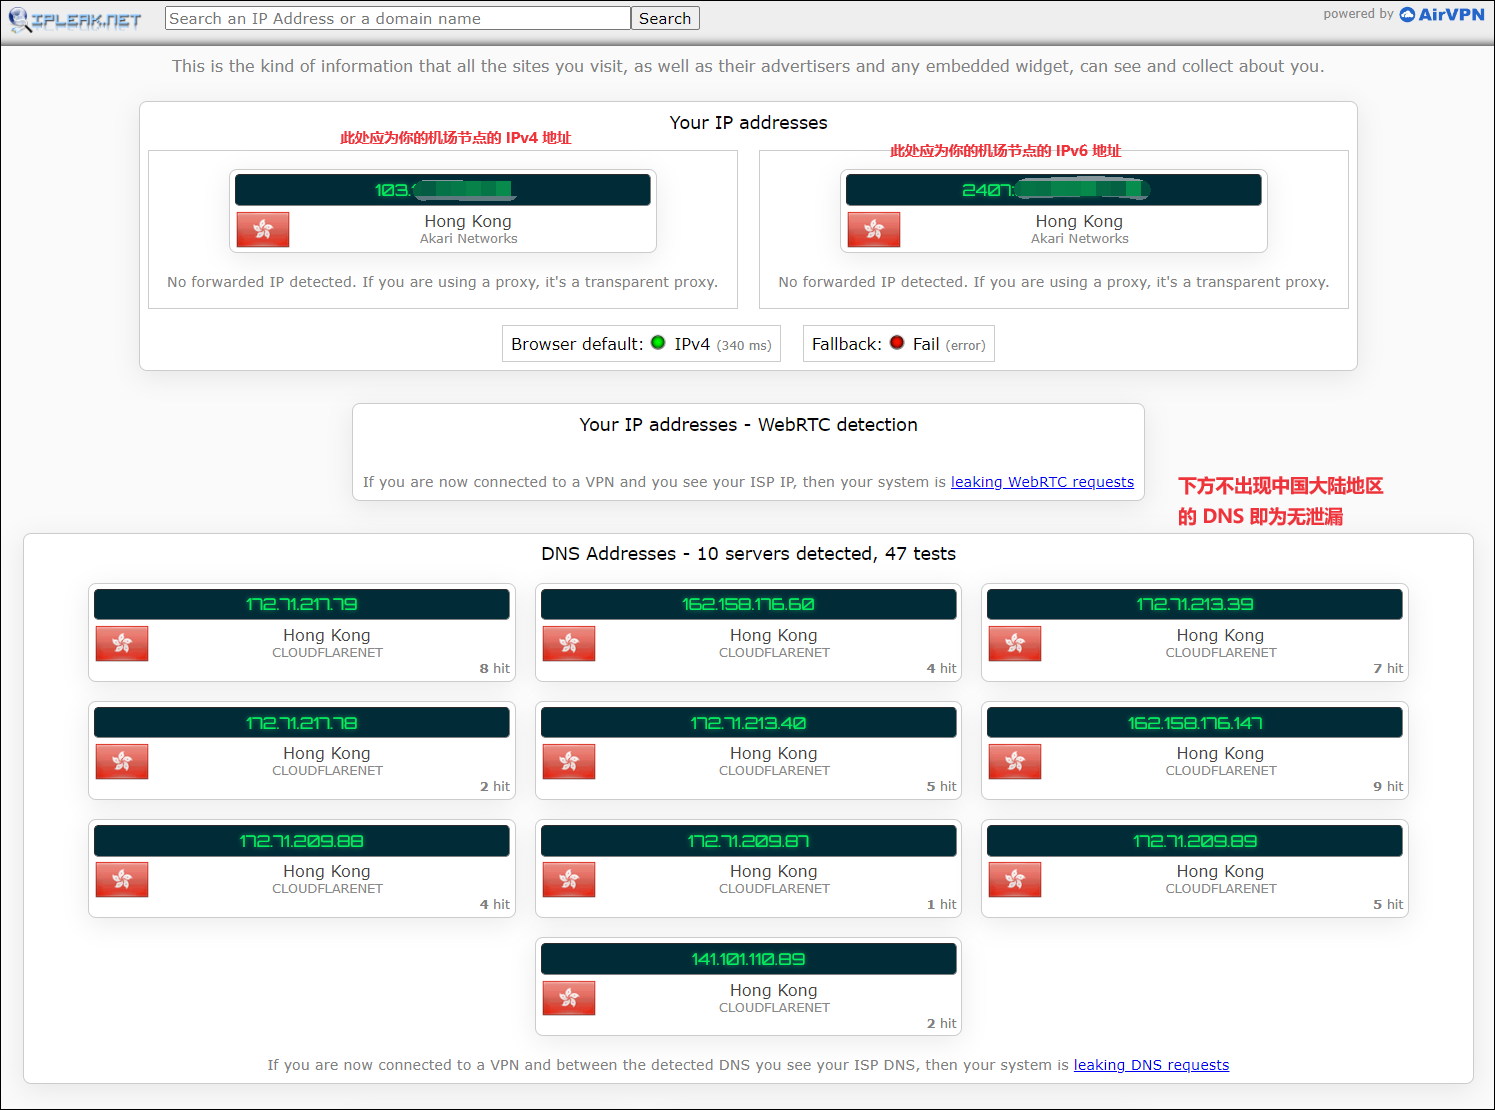 IPLEAK.NET
Search an IP Address or a domain name
Search
powered by AirVPN
This is the kind of information that all the sites you visit, as well as their advertisers and any embedded widget, can see and collect about you.
Your IP addresses
此处应为你的机场节点的 IPv4 地址
此处应为你的机场节点的 IPv6 地址
103.1
Hong Kong
Akari Networks
No forwarded IP detected. If you are using a proxy, it's a transparent proxy.
2407:
Hong Kong
Akari Networks
No forwarded IP detected. If you are using a proxy, it's a transparent proxy.
Browser default: IPv4 (340 ms)
Fallback: Fail (error)
Your IP addresses - WebRTC detection
If you are now connected to a VPN and you see your ISP IP, then your system is leaking WebRTC requests
下方不出现中国大陆地区
的 DNS 即为无泄漏
DNS Addresses - 10 servers detected, 47 tests
172.71.217.79
Hong Kong
CLOUDFLARENET
8 hit
162.158.176.60
Hong Kong
CLOUDFLARENET
4 hit
172.71.213.39
Hong Kong
CLOUDFLARENET
7 hit
172.71.217.78
Hong Kong
CLOUDFLARENET
2 hit
172.71.213.40
Hong Kong
CLOUDFLARENET
5 hit
162.158.176.147
Hong Kong
CLOUDFLARENET
9 hit
172.71.209.88
Hong Kong
CLOUDFLARENET
4 hit
172.71.209.87
Hong Kong
CLOUDFLARENET
1 hit
172.71.209.89
Hong Kong
CLOUDFLARENET
5 hit
141.101.110.89
Hong Kong
CLOUDFLARENET
2 hit
If you are now connected to a VPN and between the detected DNS you see your ISP DNS, then your system is leaking DNS requests